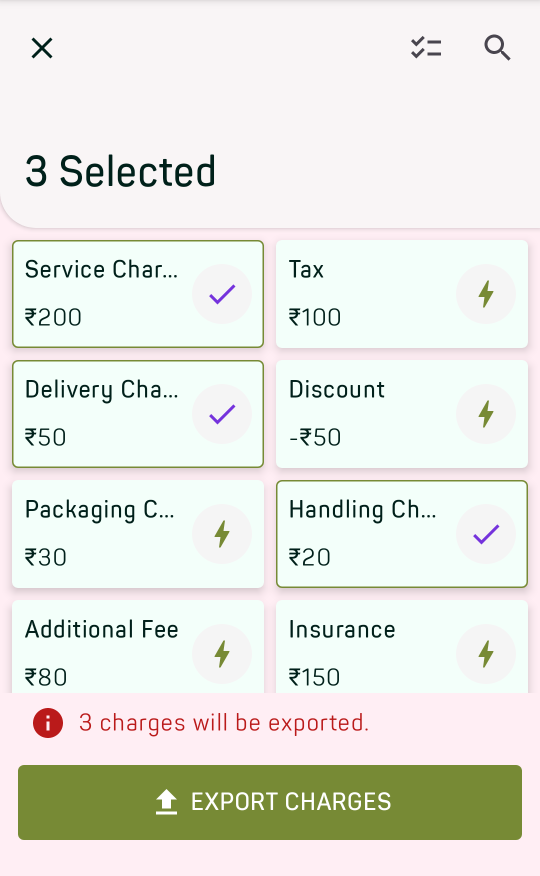 3 Selected
Service Char...
₹200
Tax
₹100
Delivery Cha...
₹50
Discount
-₹50
Packaging C...
₹30
Handling Ch...
₹20
Additional Fee
₹80
Insurance
₹150
3 charges will be exported.
EXPORT CHARGES